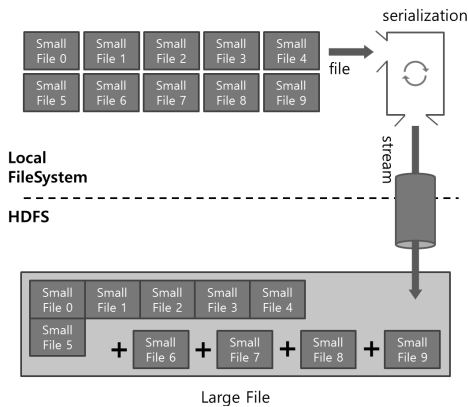 serialization
Small Small Small Small Small
File 0 File 1 File 2 File 3 File 4
file
Small Small Small Small Small
File 5 File 6 File 7 File 8 File 9
stream
Local
FileSystem
HDFS
Small Small Small Small Small
File 0 File 1 File 2 File 3 File 4
Small
File 5
+ Small + Small + Small + Small
File 6 File 7 File 8 File 9
Large File